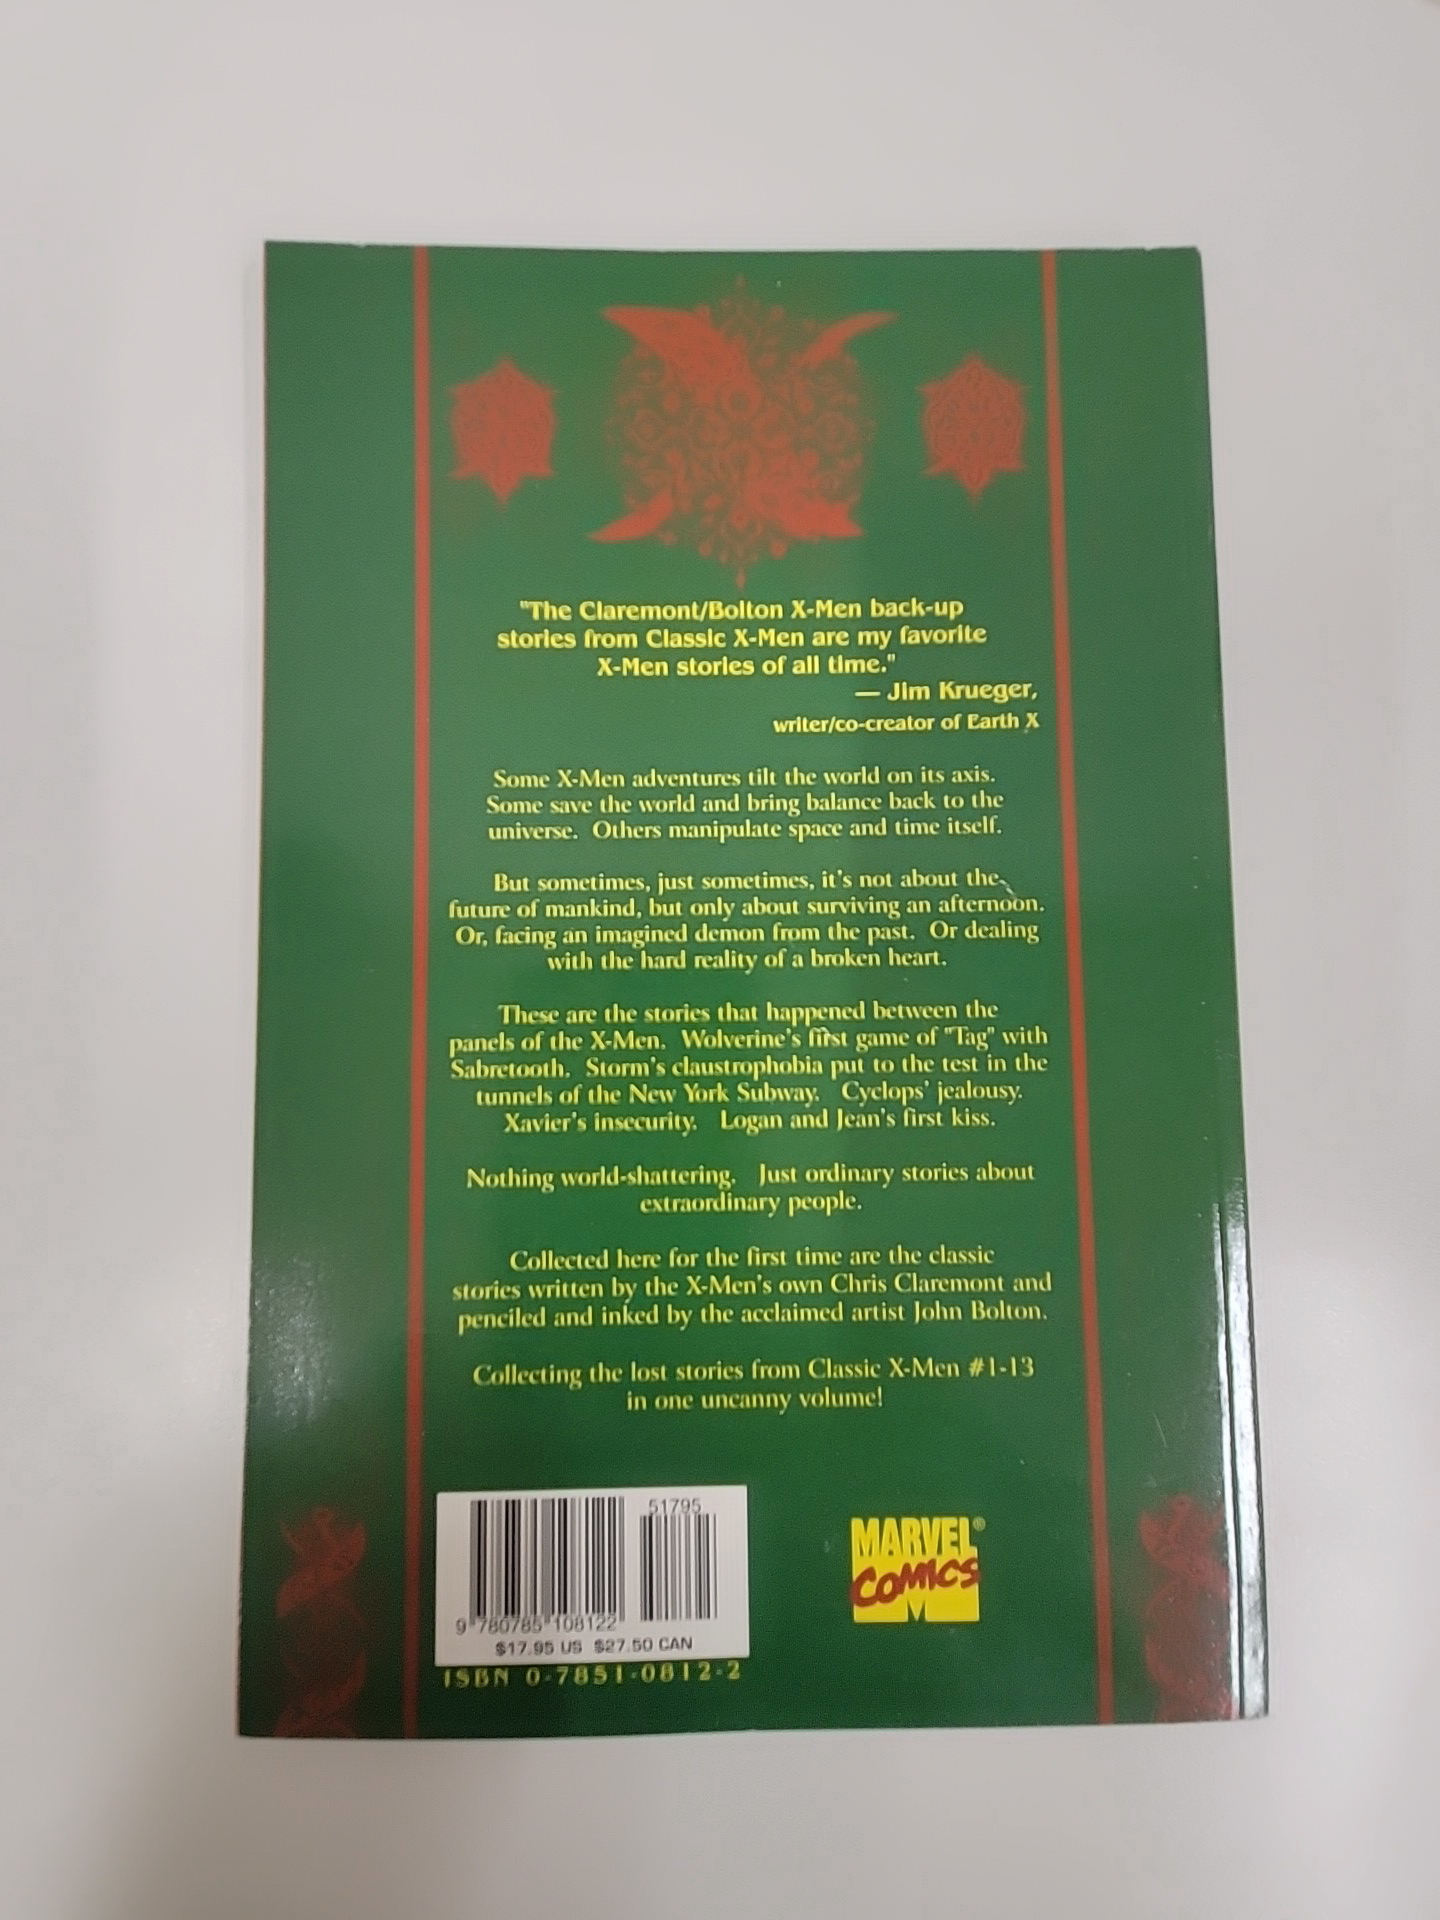 "The Claremont/Bolton X-Men back-up
stories from Classic X-Men are my favorite
X-Men stories of all time."
— Jim Krueger,
writer/co-creator of Earth X
Some X-Men adventures tilt the world on its axis.
Some save the world and bring balance back to the
universe. Others manipulate space and time itself.
But sometimes, just sometimes, it's not about the
future of mankind, but only about surviving an afternoon.
Or, facing an imagined demon from the past. Or dealing
with the hard reality of a broken heart.
These are the stories that happened between the
panels of the X-Men. Wolverine's first game of "Tag" with
Sabretooth. Storm's claustrophobia put to the test in the
tunnels of the New York Subway. Cyclops' jealousy.
Xavier's insecurity. Logan and Jean's first kiss.
Nothing world-shattering. Just ordinary stories about
extraordinary people.
Collected here for the first time are the classic
stories written by the X-Men's own Chris Claremont and
penciled and inked by the acclaimed artist John Bolton.
Collecting the lost stories from Classic X-Men #1-13
in one uncanny volume!
51795
9 780785 108122
$17.95 US $27.50 CAN
ISBN 0-7851-0812-2
MARVEL®
COMICS
M